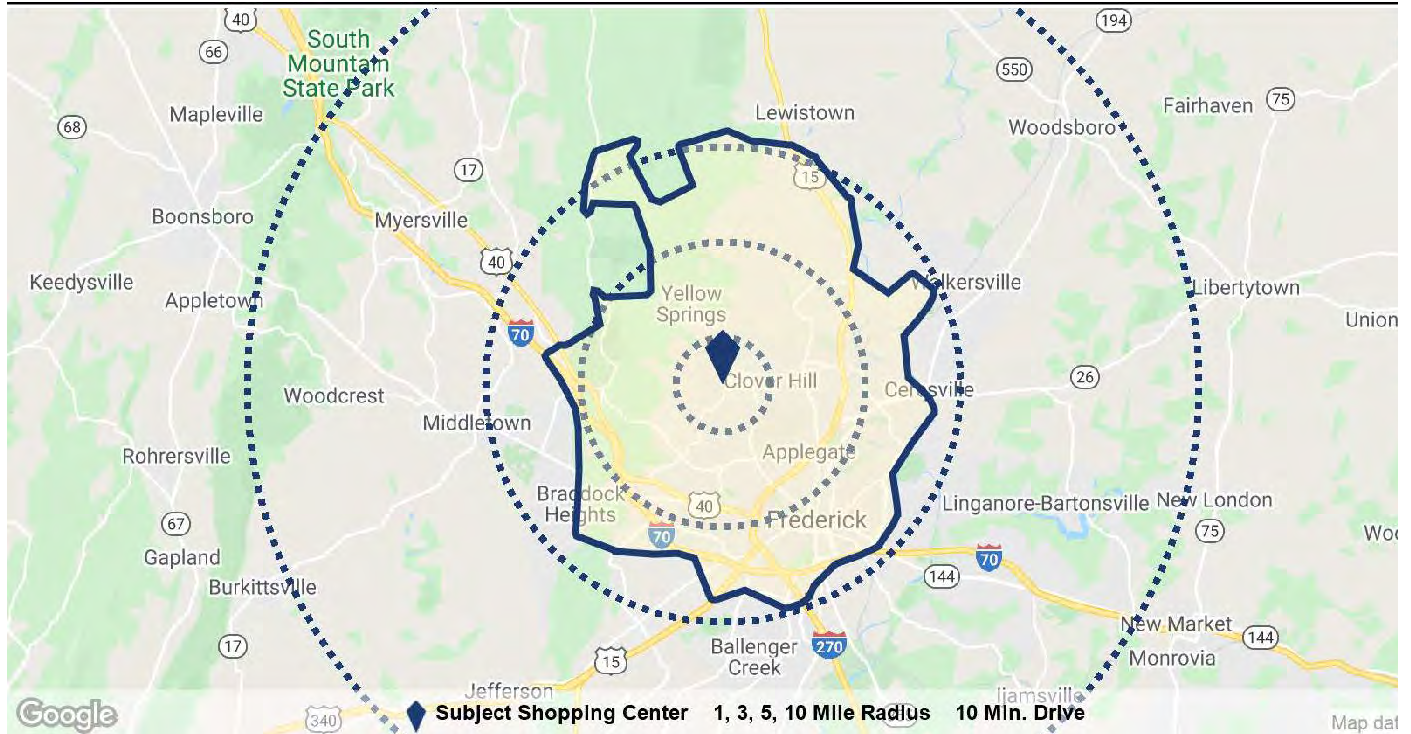 40
194
South
Mountain
State Park
66
550
Mapleville
Lewistown
Fairhaven
75
68
Woodsboro
17
15
Boonsboro
Myersville
40
Keedysville
Walkersville
Libertytown
Appletown
Yellow
Springs
Union
70
Clover Hill
26
Woodcrest
Ceresville
Middletown
Applegate
Rohrersville
Braddock
Heights
40
Linganore-Bartonsville
New London
67
Frederick
75
70
Woo
Gapland
70
144
Burkittsville
New Market
144
17
Ballenger
Creek
270
Monrovia
15
Jefferson
Ijamsville
Google
340
Subject Shopping Center 1, 3, 5, 10 Mile Radius 10 Min. Drive
Map dat